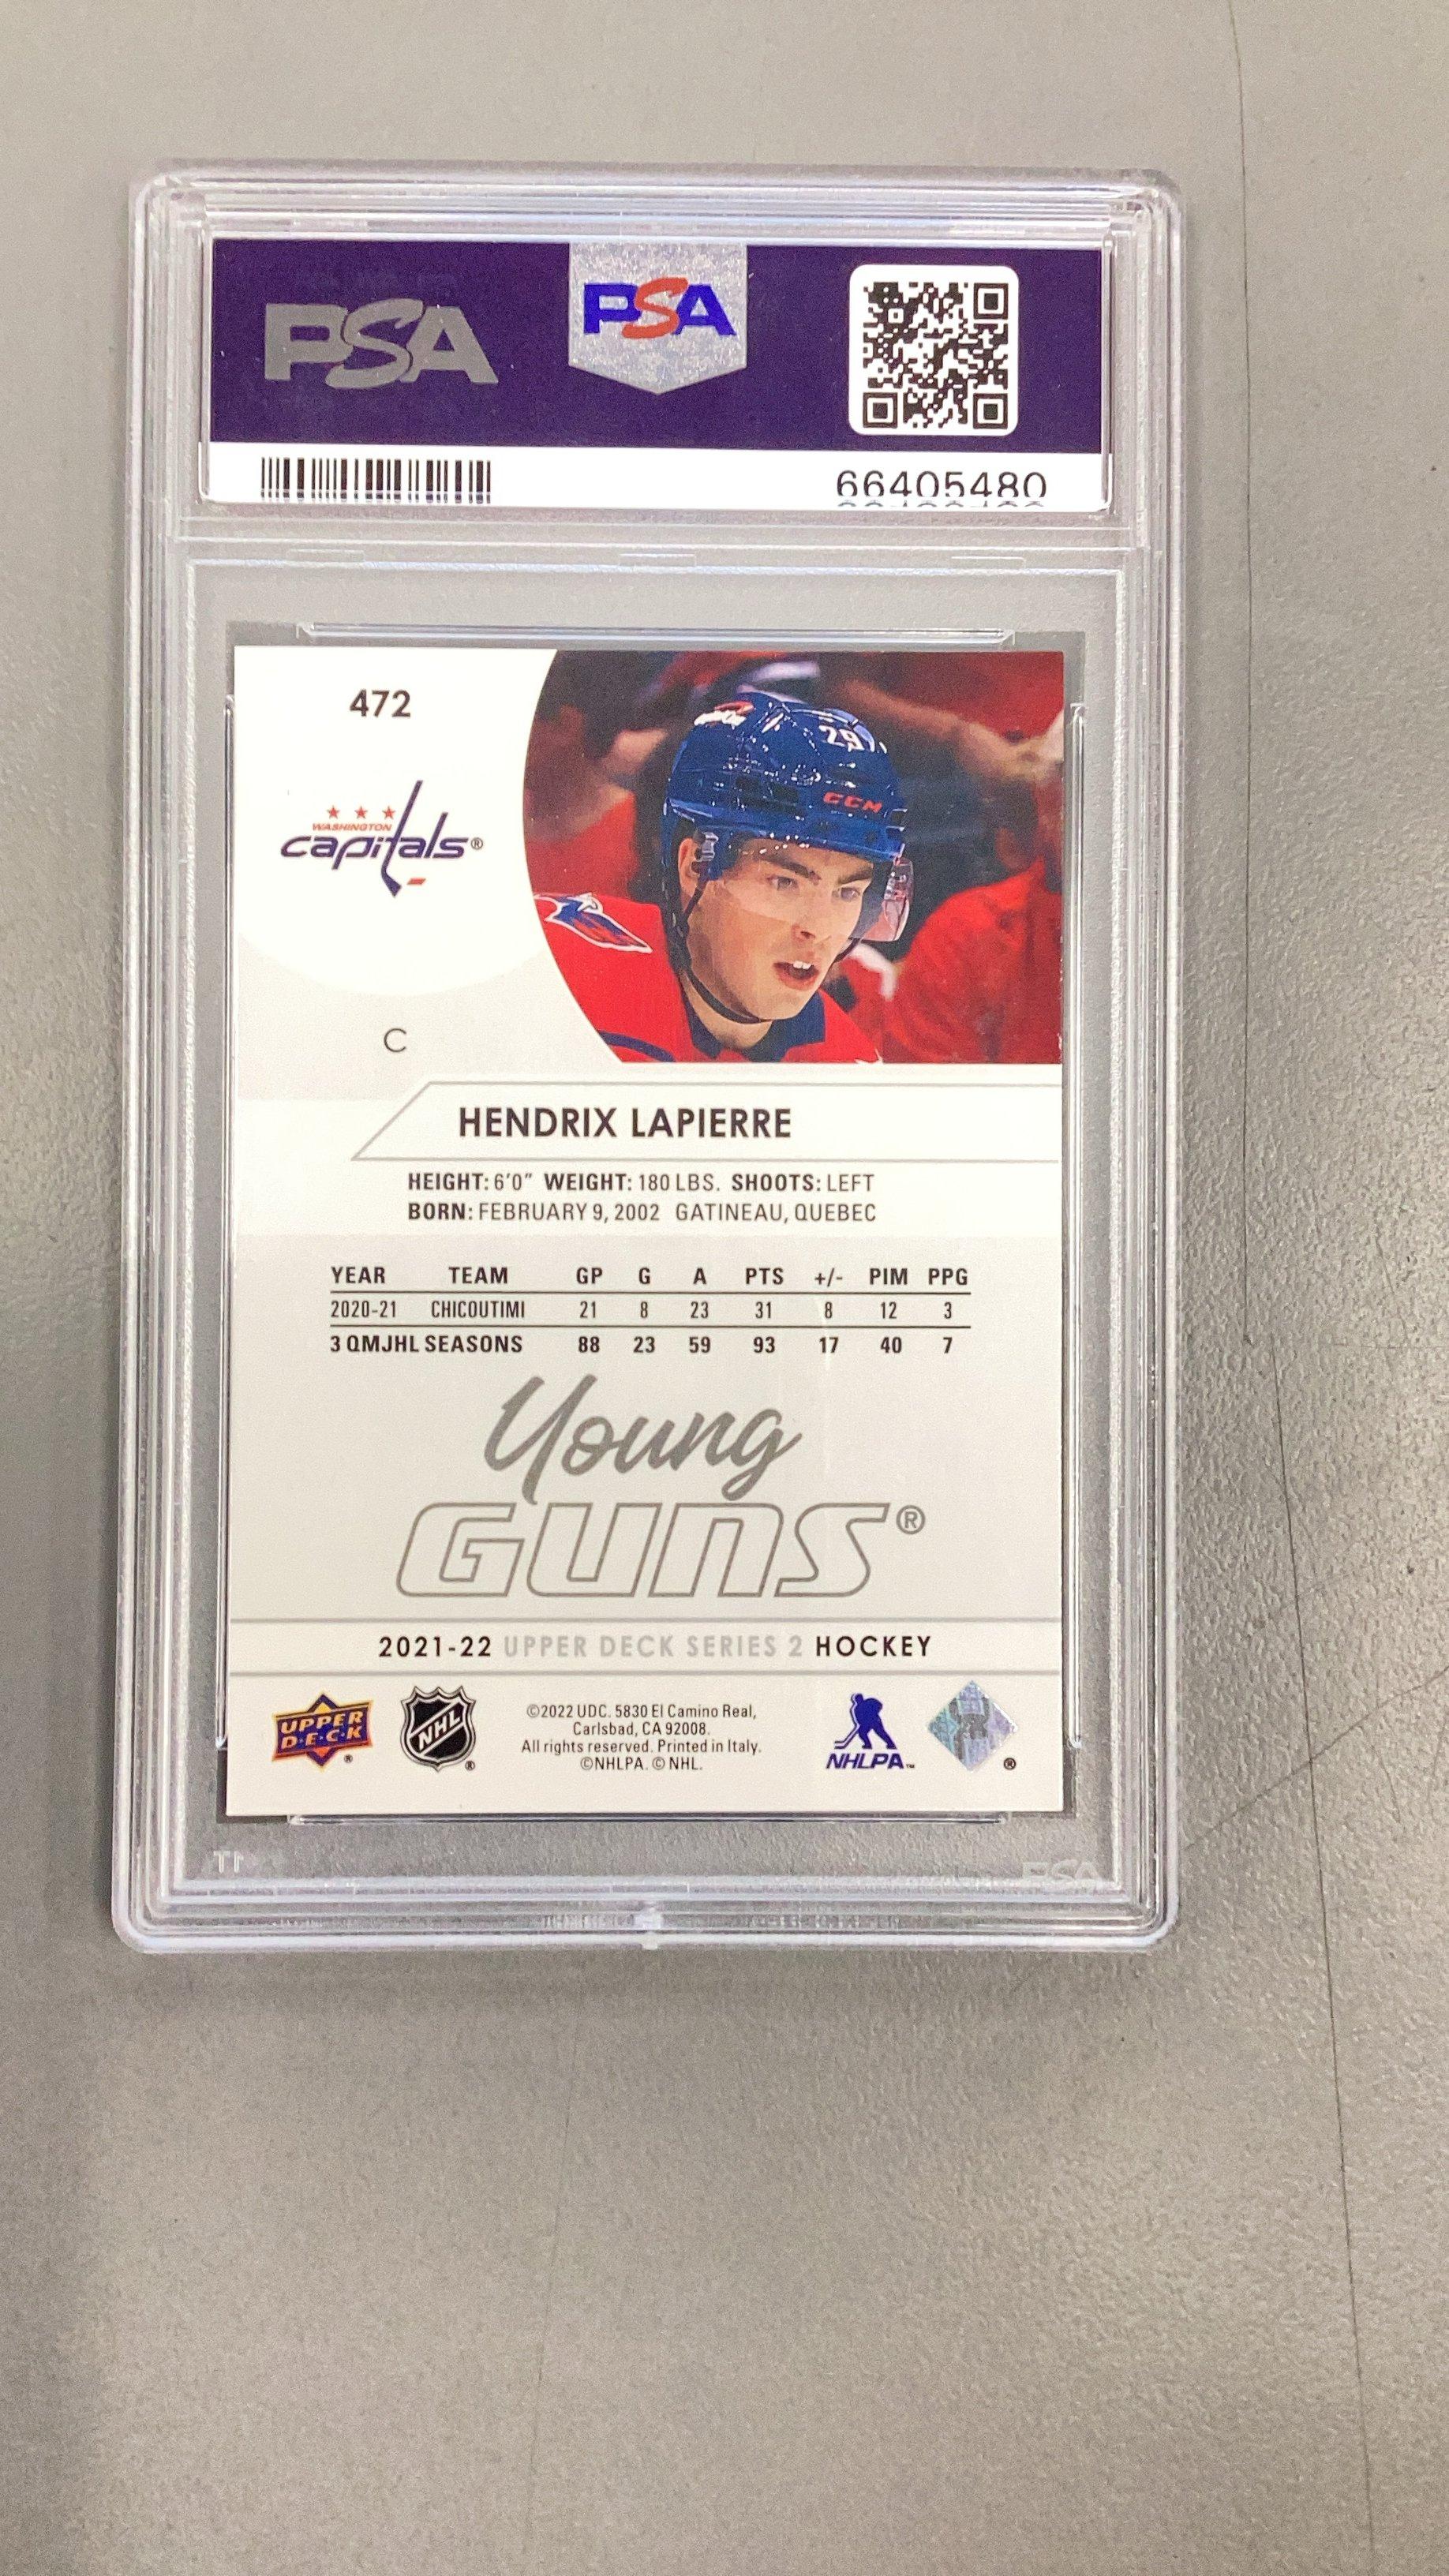 PSA PSA
66405480
472
29
CCM
WASHINGTON
capitals®
C
HENDRIX LAPIERRE
HEIGHT: 6'0" WEIGHT: 180 LBS. SHOOTS: LEFT
BORN: FEBRUARY 9, 2002 GATINEAU, QUEBEC
YEAR TEAM GP G A PTS +/- PIM PPG
2020-21 CHICOUTIMI 21 8 23 31 8 12 3
3 QMJHL SEASONS 88 23 59 93 17 40 7
Young
GUNS®
2021-22 UPPER DECK SERIES 2 HOCKEY
UPPER
D·E·C·K®
NHL®
©2022 UDC. 5830 El Camino Real,
Carlsbad, CA 92008.
All rights reserved. Printed in Italy.
©NHLPA. © NHL.
NHLPA™
®
PSA